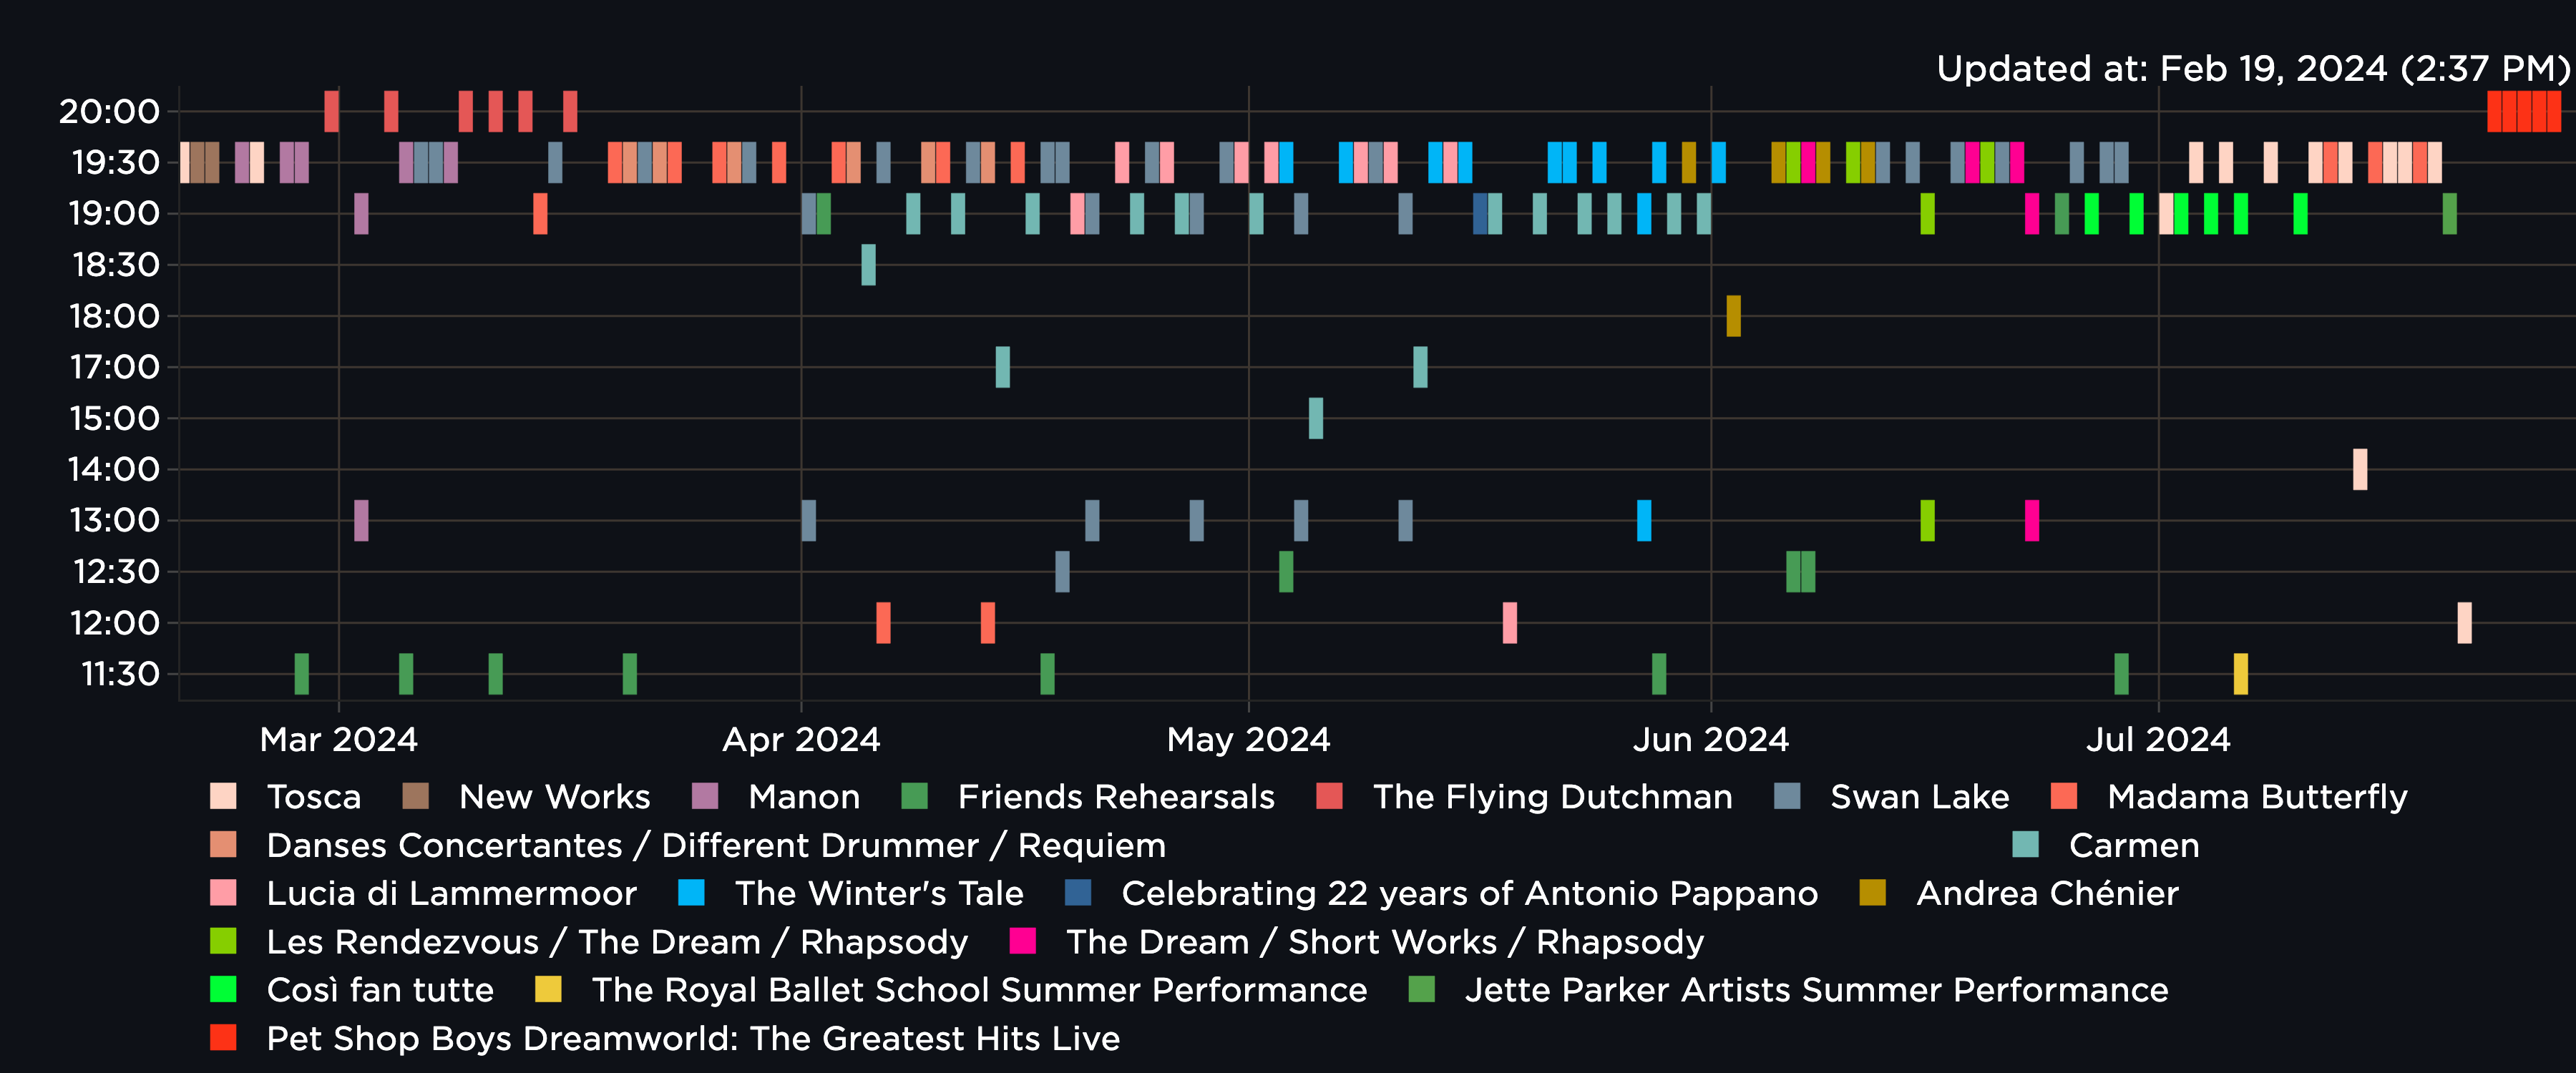 Updated at: Feb 19, 2024 (2:37 PM)
20:00
19:30
19:00
18:30
18:00
17:00
15:00
14:00
13:00
12:30
12:00
11:30
Mar 2024 Apr 2024 May 2024 Jun 2024 Jul 2024
Tosca New Works Manon Friends Rehearsals The Flying Dutchman Swan Lake Madama Butterfly
Danses Concertantes / Different Drummer / Requiem Carmen
Lucia di Lammermoor The Winter's Tale Celebrating 22 years of Antonio Pappano Andrea Chénier
Les Rendezvous / The Dream / Rhapsody The Dream / Short Works / Rhapsody
Così fan tutte The Royal Ballet School Summer Performance Jette Parker Artists Summer Performance
Pet Shop Boys Dreamworld: The Greatest Hits Live